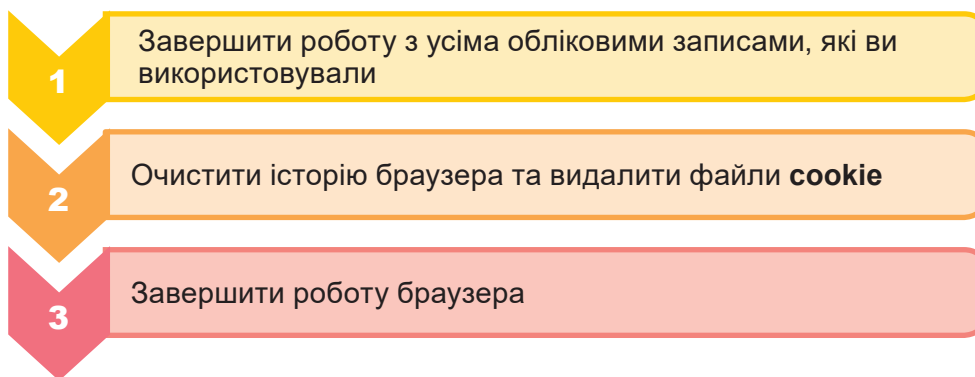 1
Завершити роботу з усіма обліковими записами, які ви
використовували
2
Очистити історію браузера та видалити файли cookie
3
Завершити роботу браузера